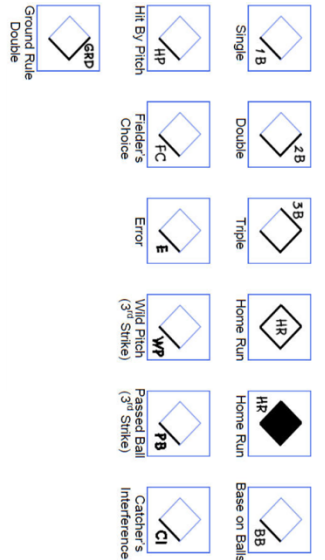 1B
Single
2B
Double
3B
Triple
HR
Home Run
HR
Home Run
BB
Base on Balls
HP
Hit By Pitch
FC
Fielder's
Choice
E
Error
WP
Wild Pitch
(3rd Strike)
PB
Passed Ball
(3rd Strike)
CI
Catcher's
Interference
GRD
Ground Rule
Double